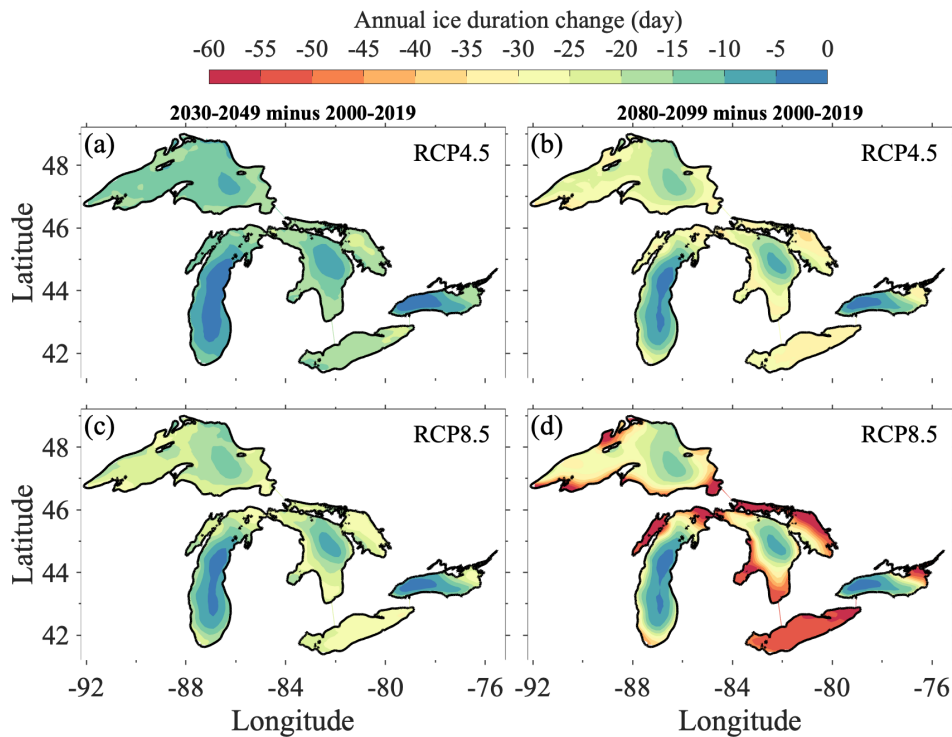 Annual ice duration change (day)
-60 -55 -50 -45 -40 -35 -30 -25 -20 -15 -10 -5 0
2030-2049 minus 2000-2019
2080-2099 minus 2000-2019
(a)
RCP4.5
(b)
RCP4.5
48
46
44
42
Latitude
(c)
RCP8.5
(d)
RCP8.5
48
46
44
42
Latitude
-92 -88 -84 -80 -76
-92 -88 -84 -80 -76
Longitude
Longitude